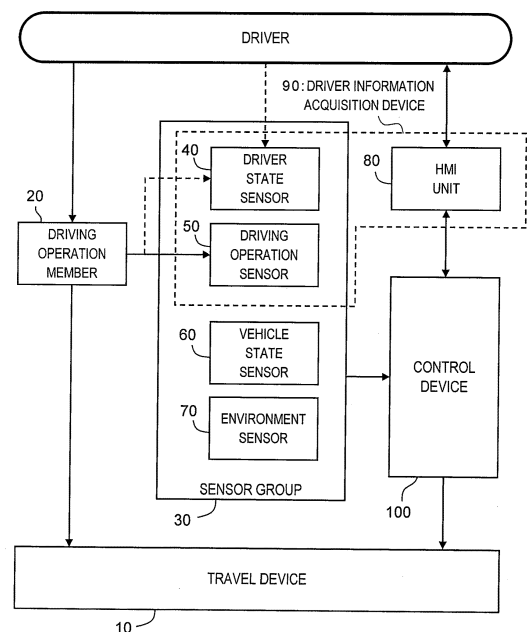 DRIVER
90: DRIVER INFORMATION
ACQUISITION DEVICE
40
DRIVER
STATE
SENSOR
80
HMI
UNIT
20
DRIVING
OPERATION
MEMBER
50
DRIVING
OPERATION
SENSOR
60
VEHICLE
STATE
SENSOR
CONTROL
DEVICE
70
ENVIRONMENT
SENSOR
SENSOR GROUP
30
100
TRAVEL DEVICE
10